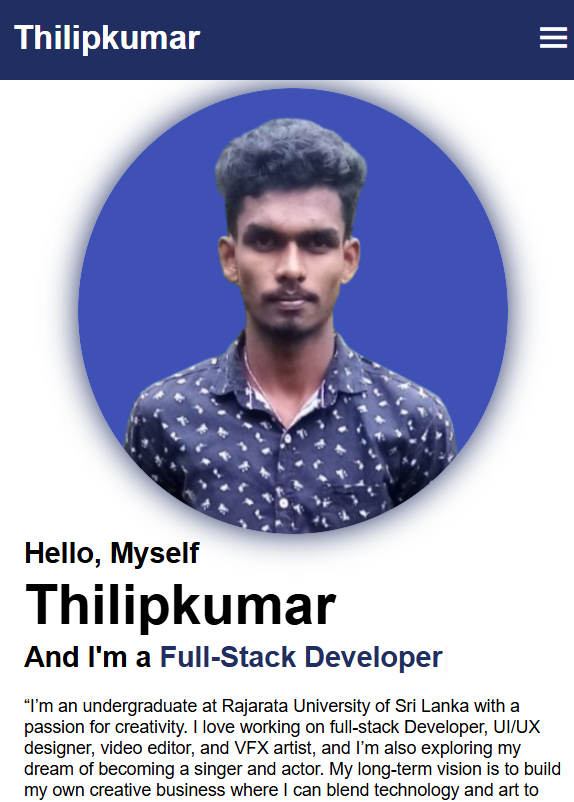 Thilipkumar
Hello, Myself
Thilipkumar
And I'm a Full-Stack Developer
“I’m an undergraduate at Rajarata University of Sri Lanka with a
passion for creativity. I love working on full-stack Developer, UI/UX
designer, video editor, and VFX artist, and I’m also exploring my
dream of becoming a singer and actor. My long-term vision is to build
my own creative business where I can blend technology and art to